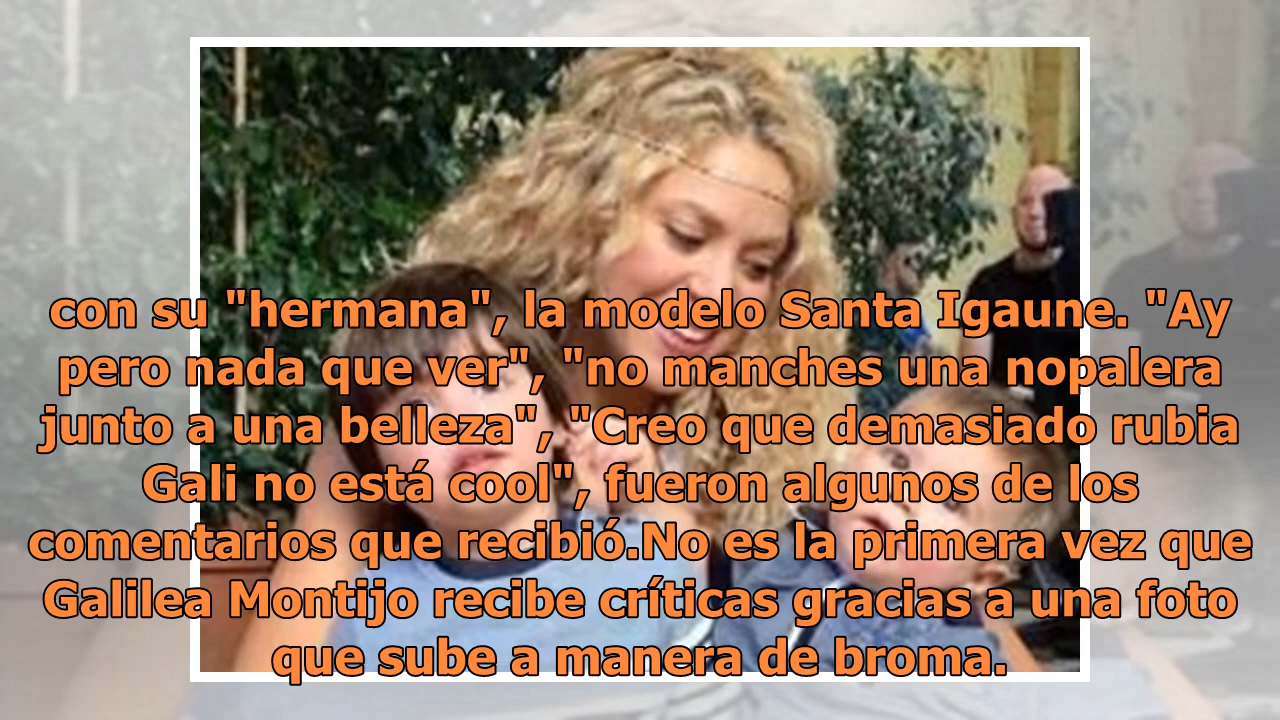 con su "hermana", la modelo Santa Igaune. "Ay
pero nada que ver", "no manches una nopalera
junto a una belleza", "Creo que demasiado rubia
Gali no está cool", fueron algunos de los
comentarios que recibió.No es la primera vez que
Galilea Montijo recibe críticas gracias a una foto
que sube a manera de broma.